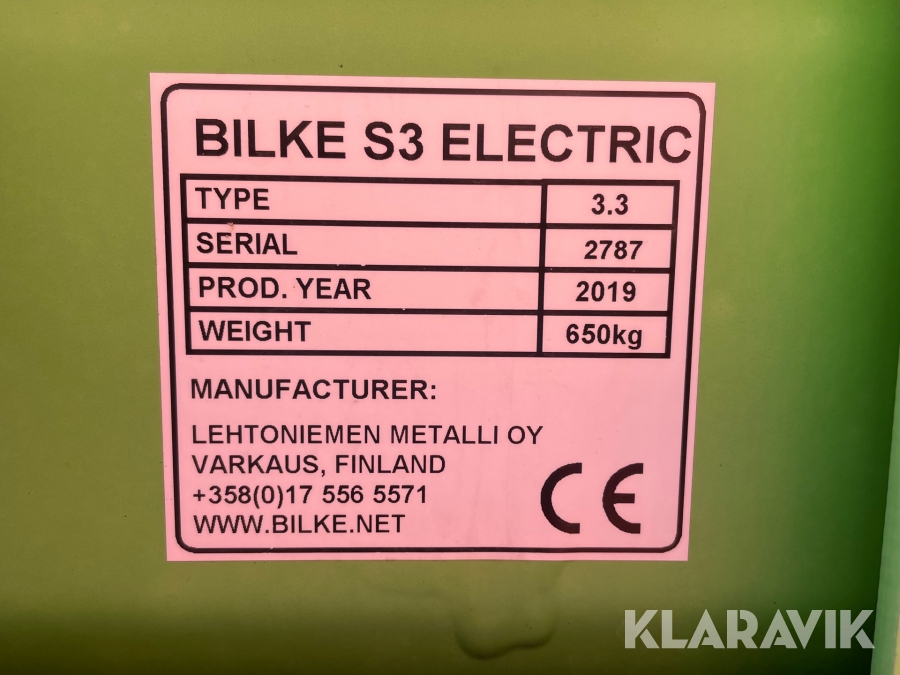 BILKE S3 ELECTRIC
TYPE 3.3
SERIAL 2787
PROD. YEAR 2019
WEIGHT 650kg
MANUFACTURER:
LEHTONIEMEN METALLI OY
VARKAUS, FINLAND
+358(0)17 556 5571
WWW.BILKE.NET
CE
KLARAVIK